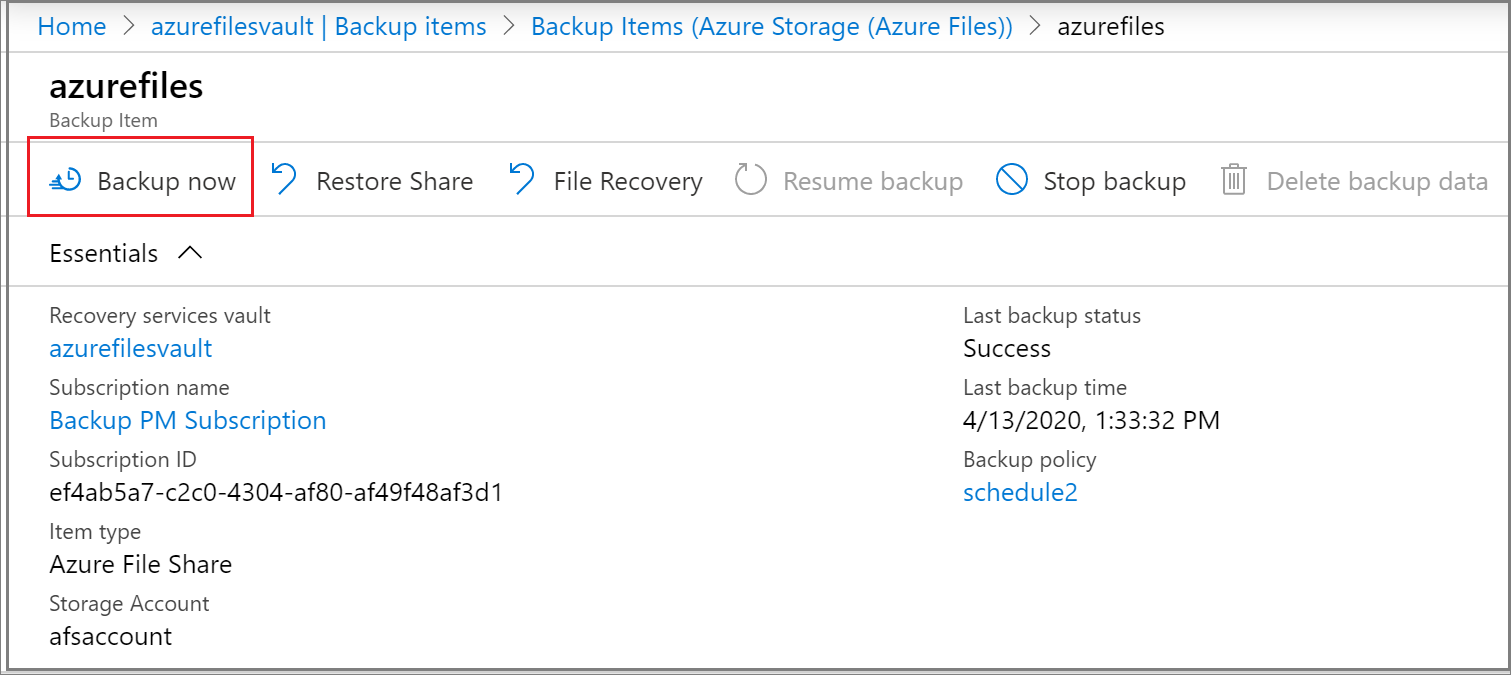 Home > azurefilesvault | Backup items > Backup Items (Azure Storage (Azure Files)) > azurefiles
azurefiles
Backup Item
Backup now Restore Share File Recovery Resume backup Stop backup Delete backup data
Essentials
Recovery services vault
azurefilesvault
Subscription name
Backup PM Subscription
Subscription ID
ef4ab5a7-c2c0-4304-af80-af49f48af3d1
Item type
Azure File Share
Storage Account
afsaccount
Last backup status
Success
Last backup time
4/13/2020, 1:33:32 PM
Backup policy
schedule2